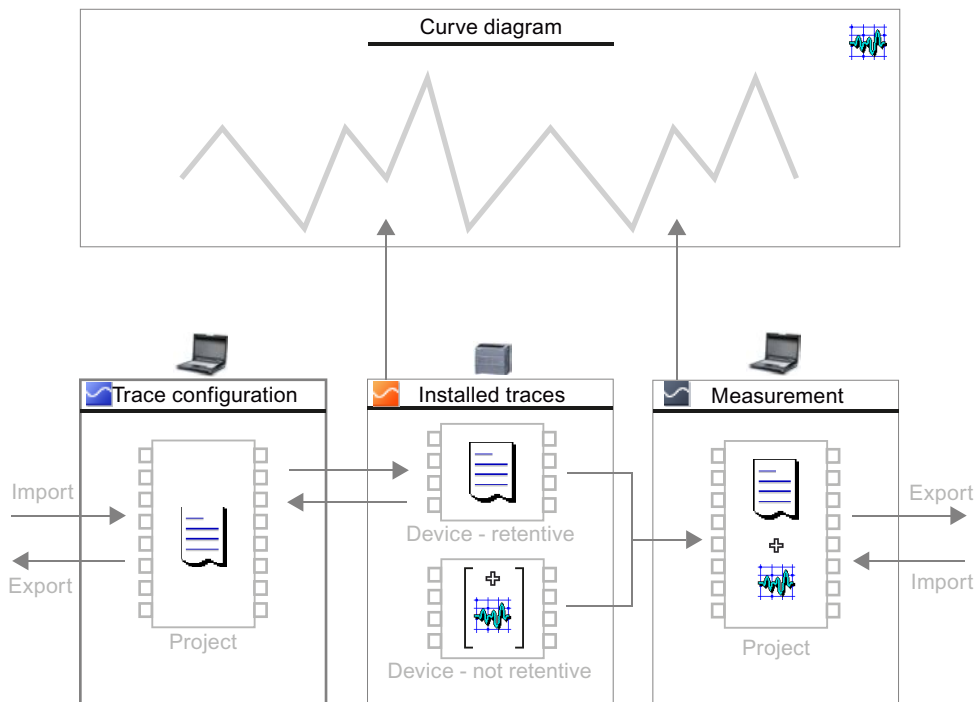 Curve diagram
Trace configuration
Installed traces
Measurement
Import
Export
Project
Device - retentive
Device - not retentive
Project
Export
Import